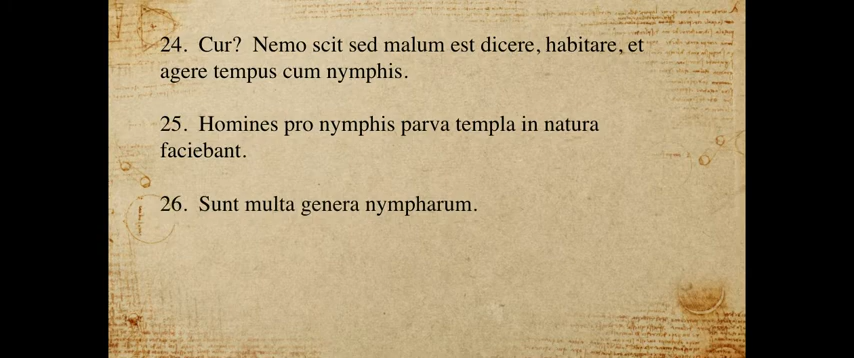 24. Cur? Nemo scit sed malum est dicere, habitare, et
agere tempus cum nymphis.
25. Homines pro nymphis parva templa in natura
faciebant.
26. Sunt multa genera nympharum.